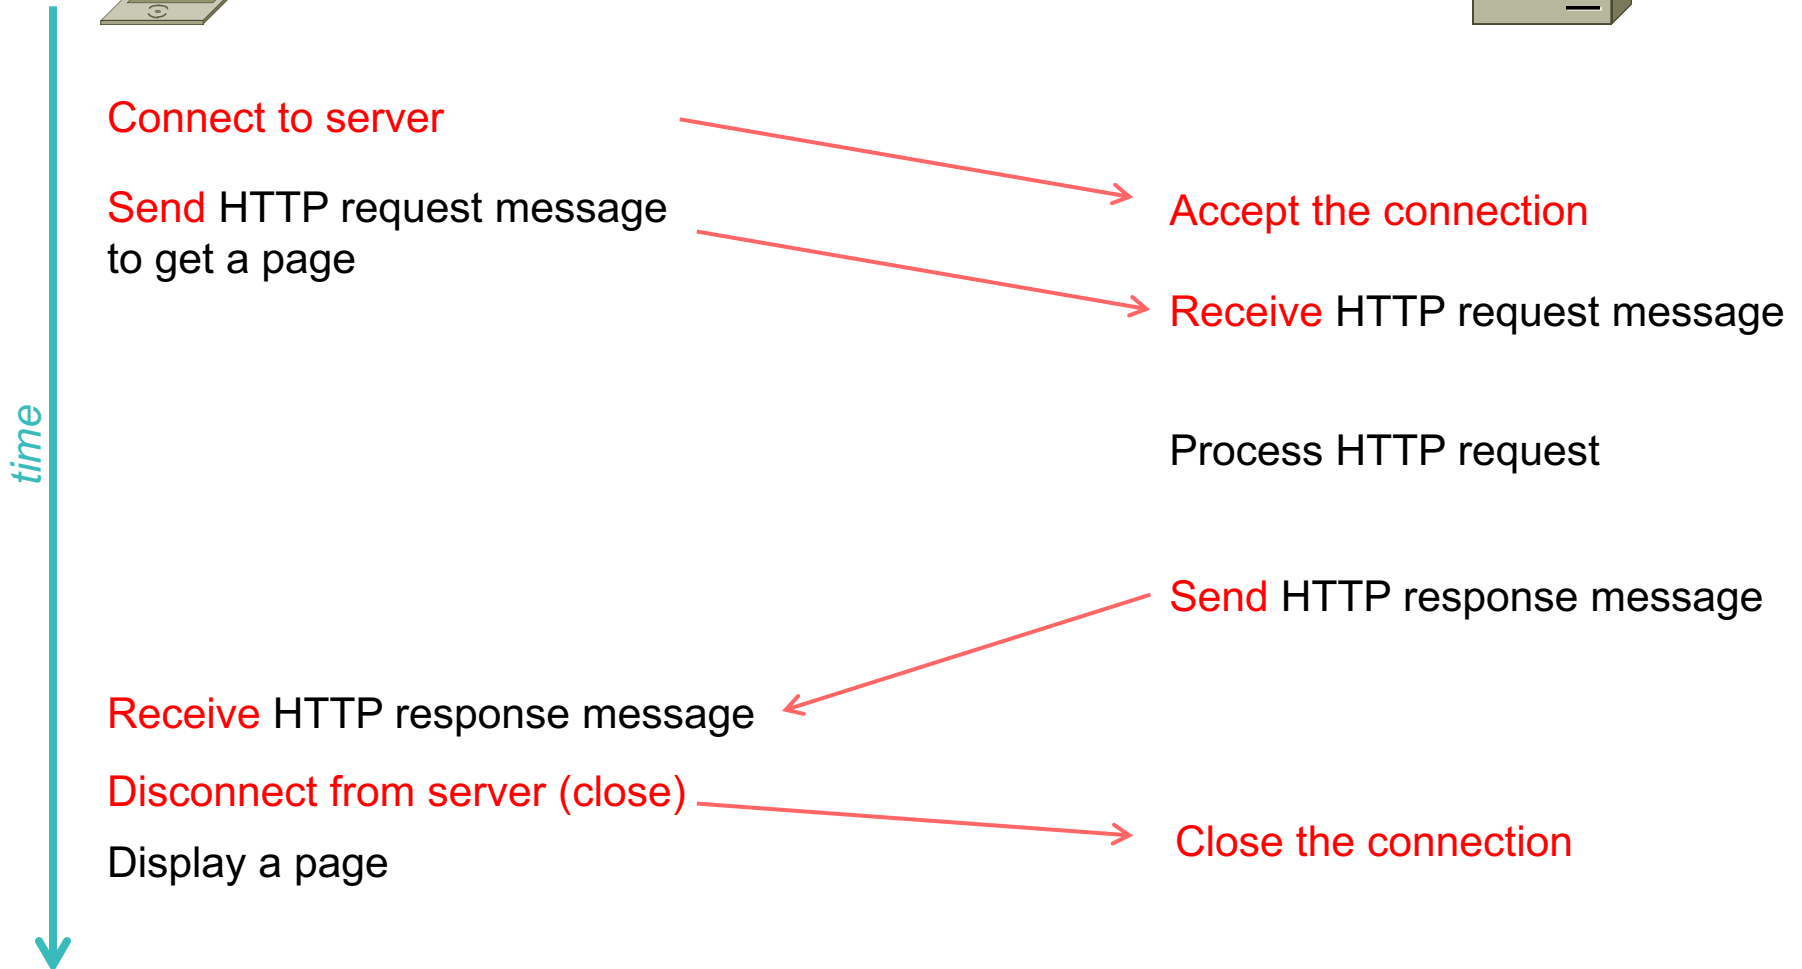 Connect to server
Send HTTP request message
to get a page
Accept the connection
Receive HTTP request message
time
Process HTTP request
Send HTTP response message
Receive HTTP response message
Disconnect from server (close)
Close the connection
Display a page